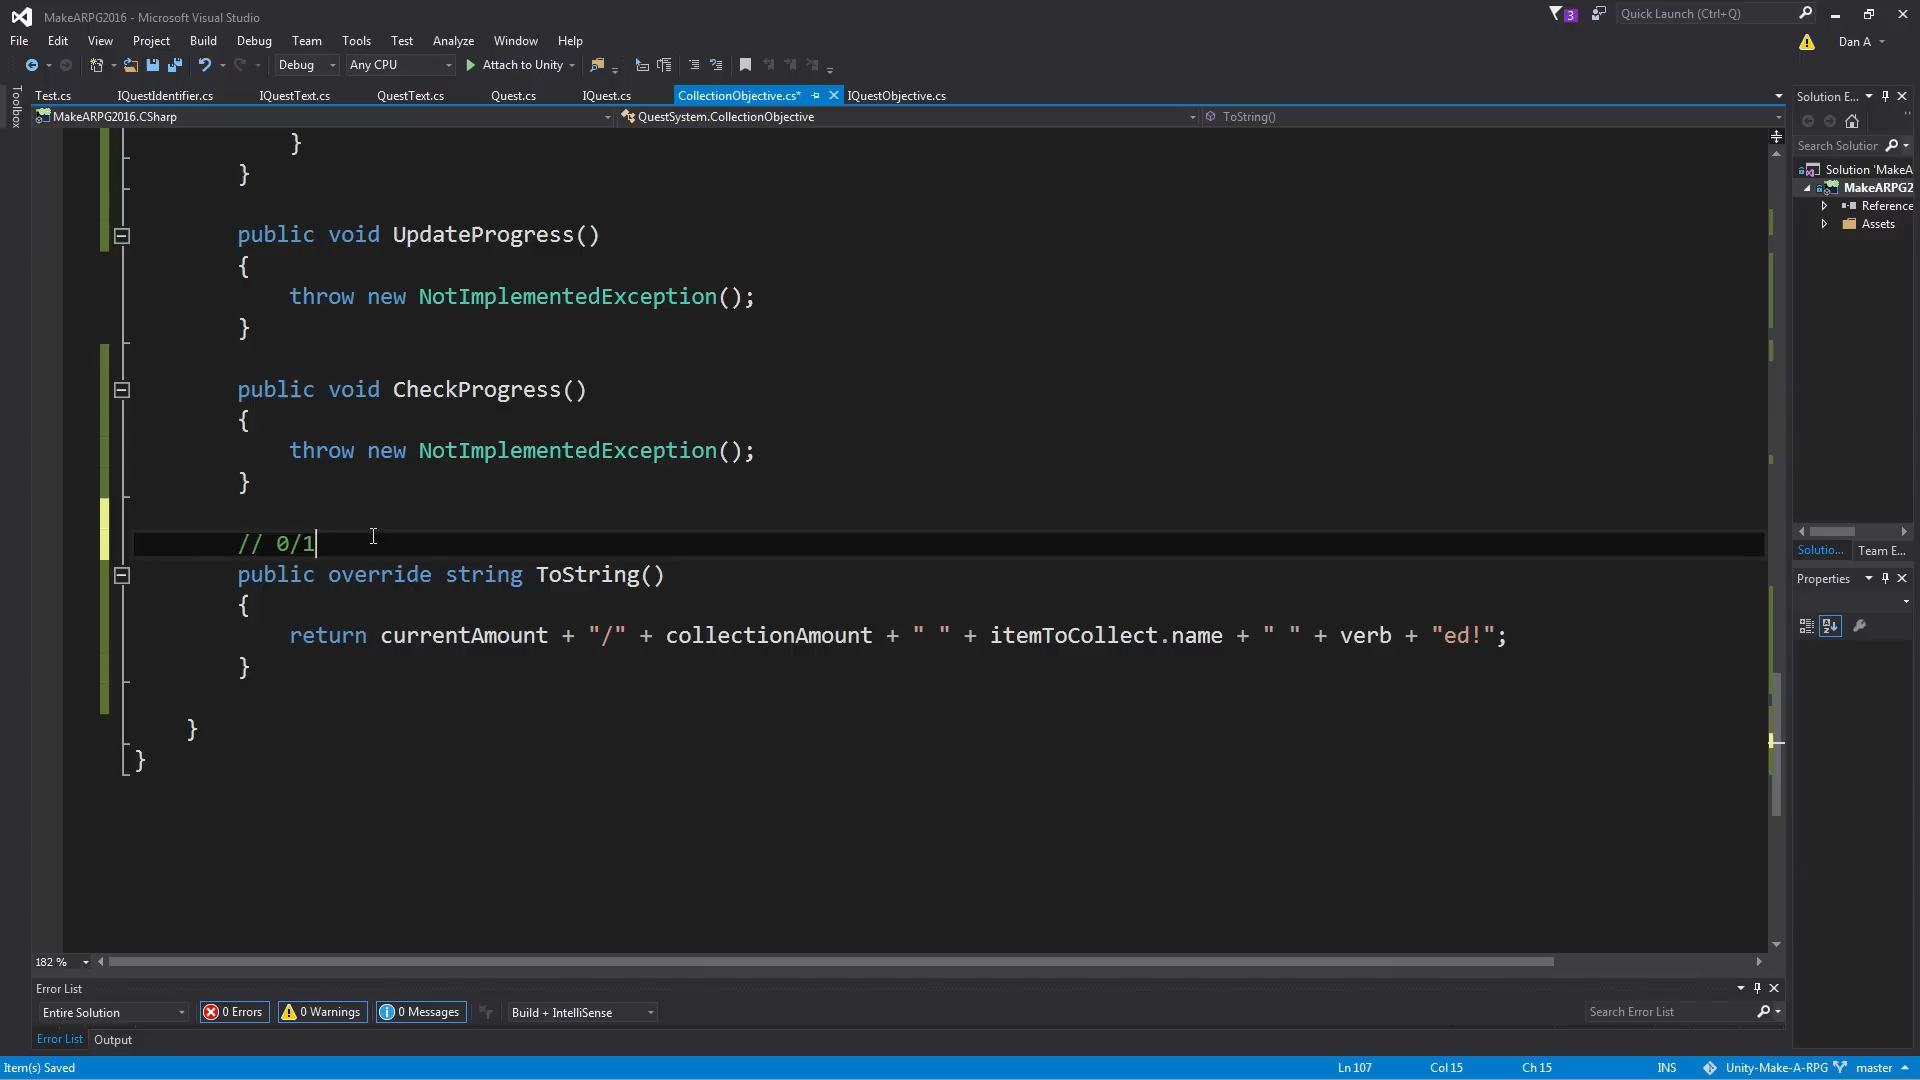 MakeARPG2016 - Microsoft Visual Studio
3
Quick Launch (Ctrl+Q)
File Edit View Project Build Debug Team Tools Test Analyze Window Help
Dan A
Debug Any CPU Attach to Unity
Toolbox
Test.cs IQuestIdentifier.cs IQuestText.cs QuestText.cs Quest.cs IQuest.cs CollectionObjective.cs* IQuestObjective.cs
MakeARPG2016.CSharp QuestSystem.CollectionObjective ToString()
}
}
public void UpdateProgress()
{
throw new NotImplementedException();
}
public void CheckProgress()
{
throw new NotImplementedException();
}
// 0/1
public override string ToString()
{
return currentAmount + "/" + collectionAmount + " " + itemToCollect.name + " " + verb + "ed!";
}
}
}
182 %
Solution E...
Search Solution
Solution 'MakeA
MakeARPG2
Reference
Assets
Solutio... Team E...
Properties
Error List
Entire Solution 0 Errors 0 Warnings 0 Messages Build + IntelliSense Search Error List
Error List Output
Item(s) Saved Ln 107 Col 15 Ch 15 INS Unity-Make-A-RPG master